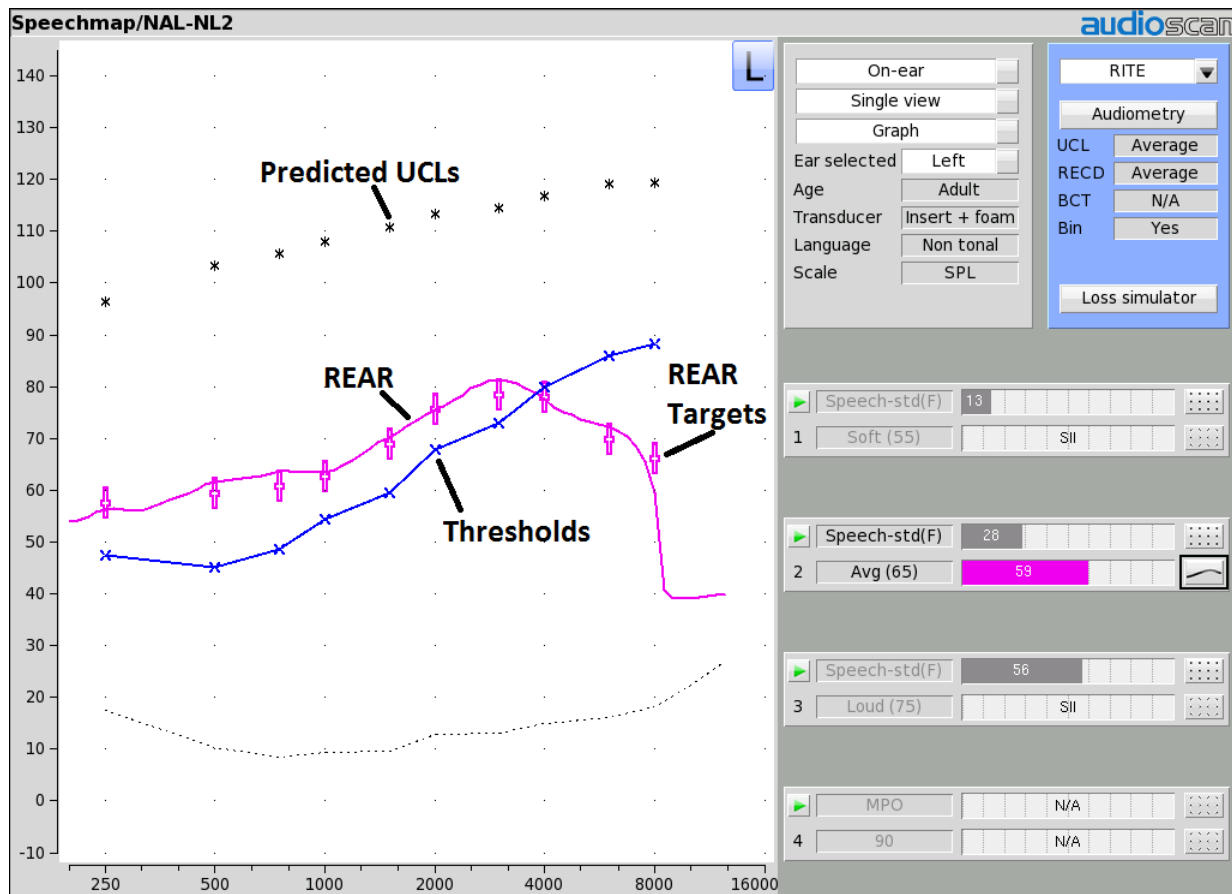 Speechmap/NAL-NL2
audioscan
L
140
130
120
110
100
90
80
70
60
50
40
30
20
10
0
-10
250
500
1000
2000
4000
8000
16000
Predicted UCLs
REAR
REAR
Targets
Thresholds
On-ear
Single view
Graph
Ear selected Left
Age Adult
Transducer Insert + foam
Language Non tonal
Scale SPL
RITE
Audiometry
UCL Average
RECD Average
BCT N/A
Bin Yes
Loss simulator
Speech-std(F) 13
1 Soft (55) SII
Speech-std(F) 28
2 Avg (65) 59
Speech-std(F) 56
3 Loud (75) SII
MPO N/A
4 90 N/A